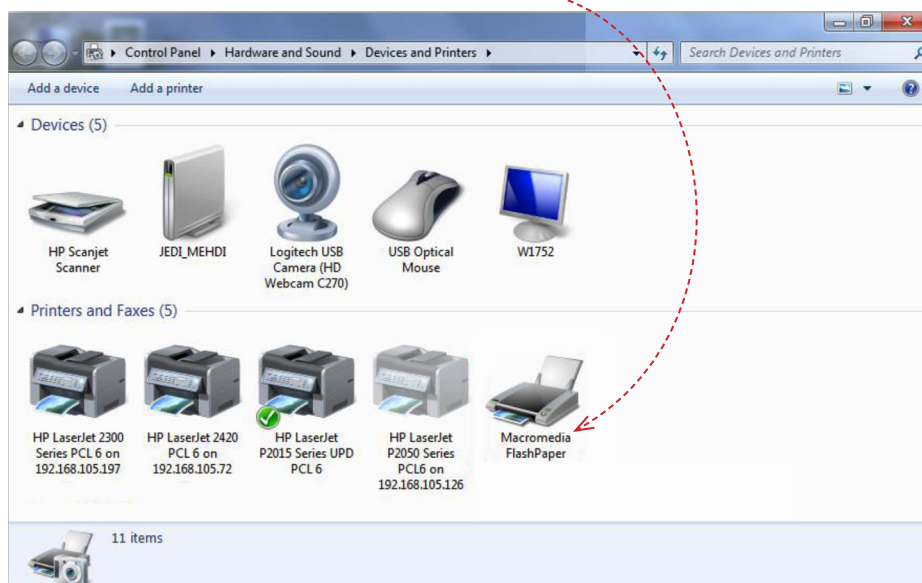 Control Panel Hardware and Sound Devices and Printers Search Devices and Printers
Add a device Add a printer
Devices (5)
HP Scanjet
Scanner
JEDI_MEHDI
Logitech USB
Camera (HD
Webcam C270)
USB Optical
Mouse
W1752
Printers and Faxes (5)
HP LaserJet 2300
Series PCL 6 on
192.168.105.197
HP LaserJet 2420
PCL 6 on
192.168.105.72
HP LaserJet
P2015 Series UPD
PCL 6
HP LaserJet
P2050 Series
PCL6 on
192.168.105.126
Macromedia
FlashPaper
11 items